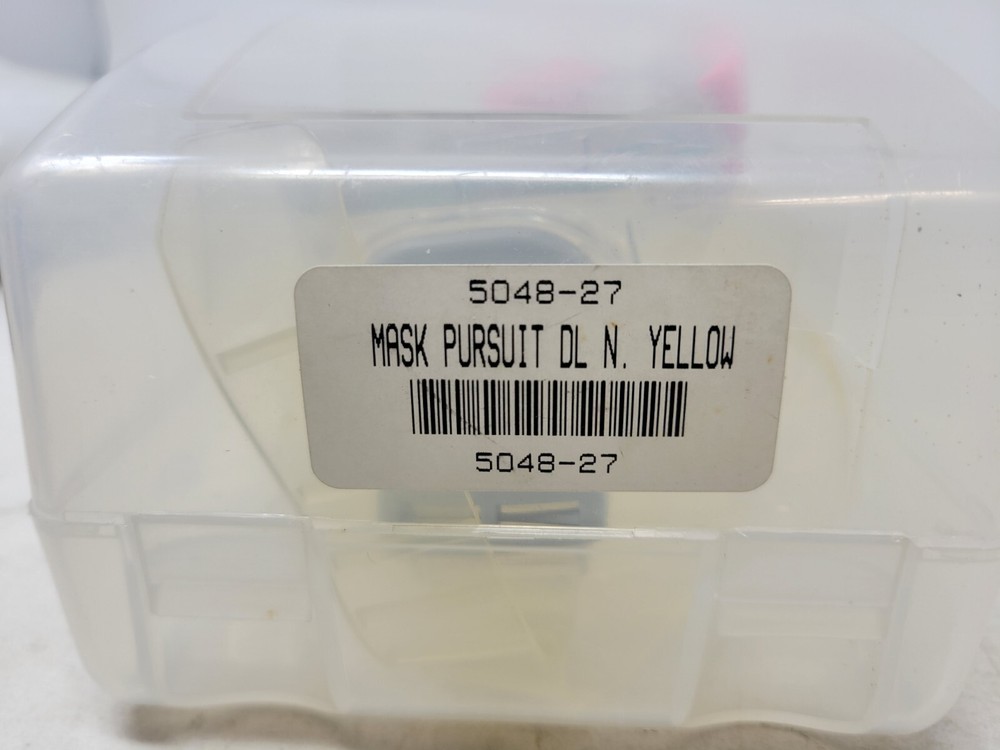 5048-27
MASK PURSUIT DL N. YELLOW
5048-27